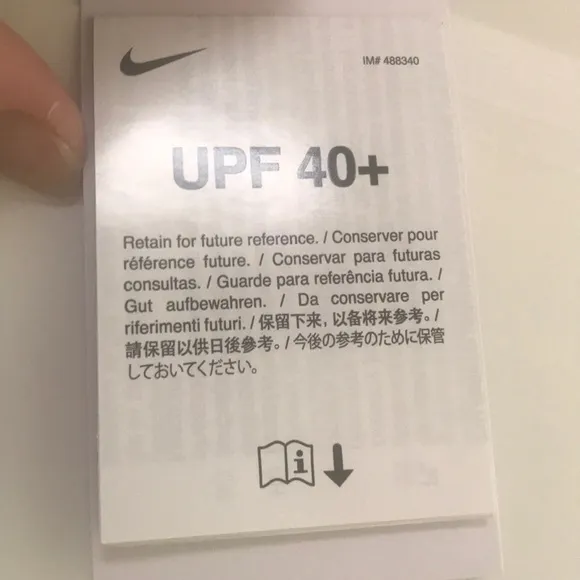 IM# 488340
UPF 40+
Retain for future reference. / Conserver pour
référence future. / Conservar para futuras
consultas. / Guarde para referência futura. /
Gut aufbewahren. / Da conservare per
riferimenti futuri. / 保留下来，以备将来参考。/
請保留以供日後參考。/ 今後の参考のために保管
しておいてください。
i